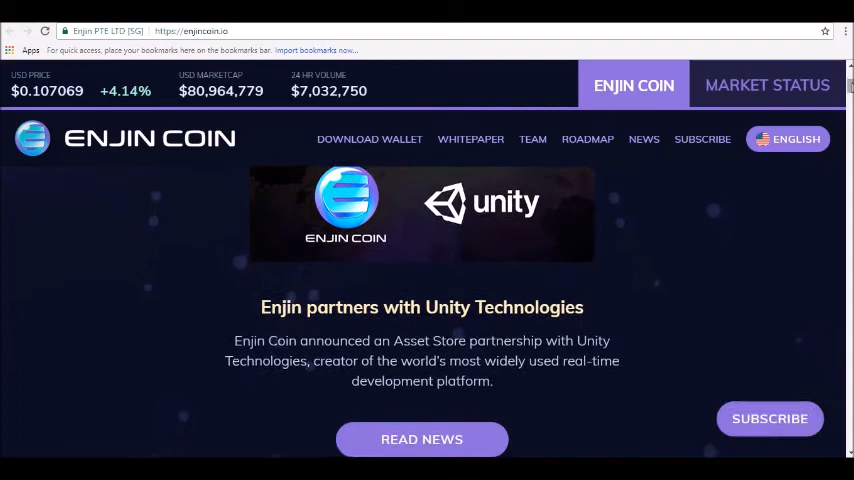 Enjin PTE LTD [SG] | https://enjincoin.io
Apps For quick access, place your bookmarks here on the bookmarks bar. Import bookmarks now...
USD PRICE
$0.107069 +4.14%
USD MARKETCAP
$80,964,779
24 HR VOLUME
$7,032,750
ENJIN COIN
MARKET STATUS
ENJIN COIN
DOWNLOAD WALLET WHITEPAPER TEAM ROADMAP NEWS SUBSCRIBE ENGLISH
ENJIN COIN
unity
Enjin partners with Unity Technologies
Enjin Coin announced an Asset Store partnership with Unity
Technologies, creator of the world's most widely used real-time
development platform.
READ NEWS
SUBSCRIBE